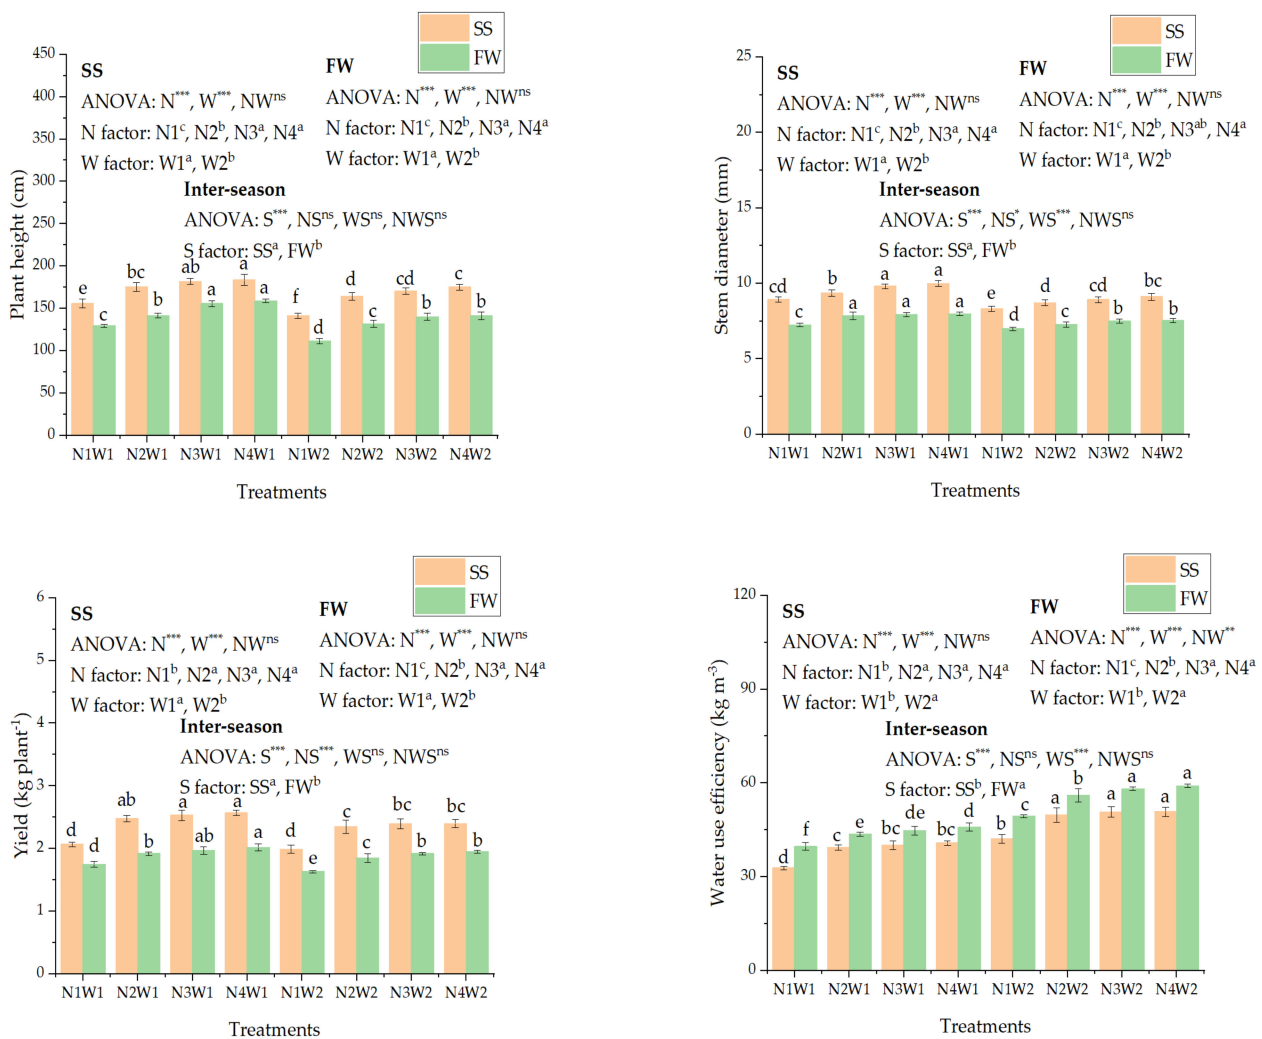 SS
FW
450
400
350
300
250
200
150
100
50
0
Plant height (cm)
SS
ANOVA: N***, W***, NWns
N factor: N1c, N2b, N3a, N4a
W factor: W1a, W2b
FW
ANOVA: N***, W***, NWns
N factor: N1c, N2b, N3a, N4a
W factor: W1a, W2b
Inter-season
ANOVA: S***, NSns, WSns, NWSns
S factor: SSa, FWb
e c bc b ab a a a f d d c cd b c b
N1W1 N2W1 N3W1 N4W1 N1W2 N2W2 N3W2 N4W2
Treatments
SS
FW
25
20
15
10
5
0
Stem diameter (mm)
SS
ANOVA: N***, W***, NWns
N factor: N1c, N2b, N3a, N4a
W factor: W1a, W2b
FW
ANOVA: N***, W***, NWns
N factor: N1c, N2b, N3ab, N4a
W factor: W1a, W2b
Inter-season
ANOVA: S***, NS*, WS***, NWSns
S factor: SSa, FWb
cd c b a a a a a e d d c cd b bc b
N1W1 N2W1 N3W1 N4W1 N1W2 N2W2 N3W2 N4W2
Treatments
SS
FW
6
5
4
3
2
1
0
Yield (kg plant-1)
SS
ANOVA: N***, W***, NWns
N factor: N1b, N2a, N3a, N4a
W factor: W1a, W2b
FW
ANOVA: N***, W***, NWns
N factor: N1c, N2b, N3a, N4a
W factor: W1a, W2b
Inter-season
ANOVA: S***, NS***, WSns, NWSns
S factor: SSa, FWb
d d ab b a ab a a d e c c bc b bc b
N1W1 N2W1 N3W1 N4W1 N1W2 N2W2 N3W2 N4W2
Treatments
SS
FW
120
90
60
30
0
Water use efficiency (kg m-3)
SS
ANOVA: N***, W***, NWns
N factor: N1b, N2a, N3a, N4a
W factor: W1b, W2a
FW
ANOVA: N***, W***, NW**
N factor: N1c, N2b, N3a, N4a
W factor: W1b, W2a
Inter-season
ANOVA: S***, NSns, WS***, NWSns
S factor: SSb, FWa
d f c e bc de bc d b c a b a a a a
N1W1 N2W1 N3W1 N4W1 N1W2 N2W2 N3W2 N4W2
Treatments